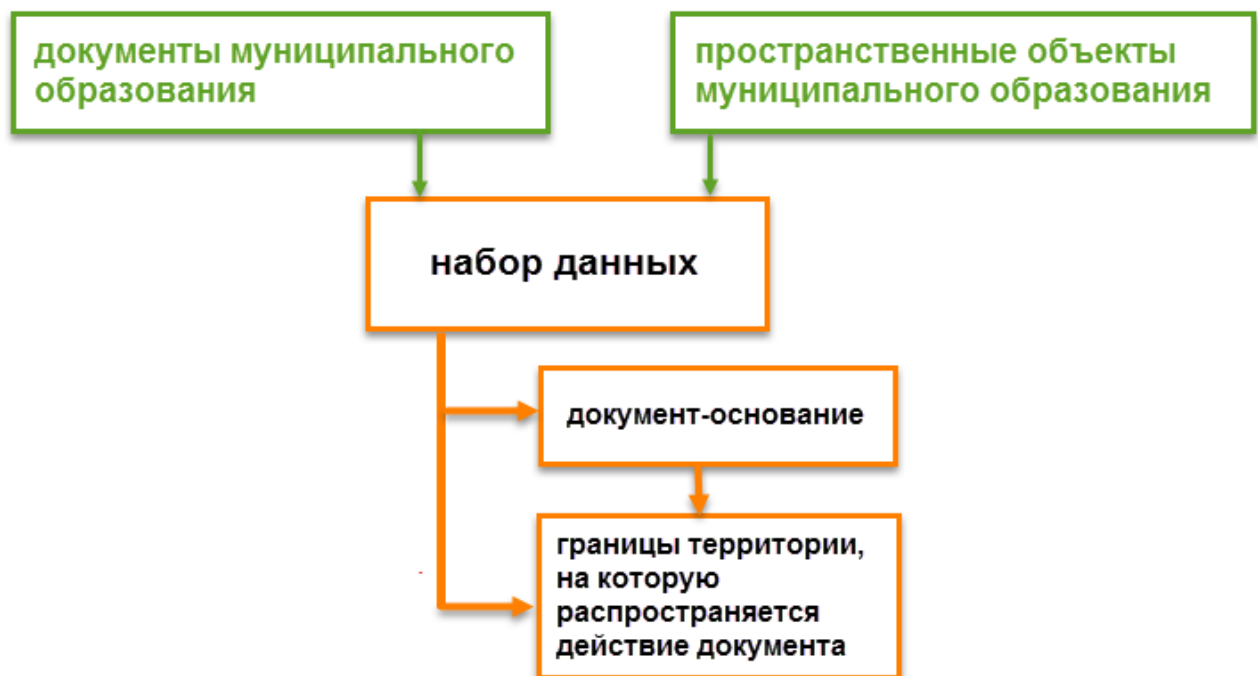 документы муниципального
образования
пространственные объекты
муниципального образования
набор данных
документ-основание
границы территории,
на которую
распространяется
действие документа